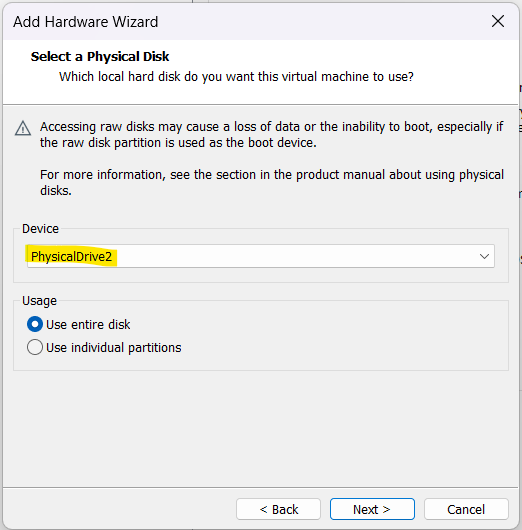 Add Hardware Wizard
Select a Physical Disk
Which local hard disk do you want this virtual machine to use?
Accessing raw disks may cause a loss of data or the inability to boot, especially if
the raw disk partition is used as the boot device.
For more information, see the section in the product manual about using physical
disks.
Device
PhysicalDrive2
Usage
Use entire disk
Use individual partitions
< Back
Next >
Cancel